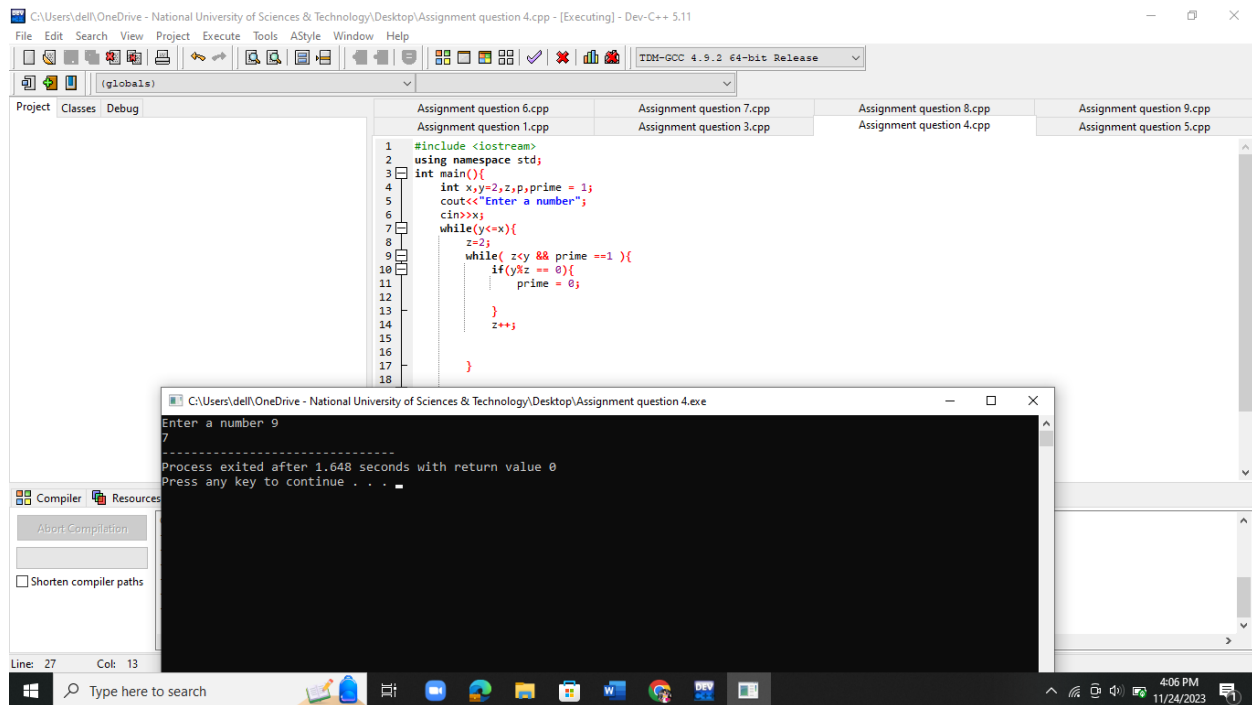 C:\Users\dell\OneDrive - National University of Sciences & Technology\Desktop\Assignment question 4.cpp - [Executing] - Dev-C++ 5.11
File Edit Search View Project Execute Tools AStyle Window Help
TDM-GCC 4.9.2 64-bit Release
(globals)
Project Classes Debug
Assignment question 6.cpp Assignment question 7.cpp Assignment question 8.cpp Assignment question 9.cpp
Assignment question 1.cpp Assignment question 3.cpp Assignment question 4.cpp Assignment question 5.cpp
1 #include <iostream>
2 using namespace std;
3 int main(){
4 int x,y=2,z,p,prime = 1;
5 cout<<"Enter a number";
6 cin>>x;
7 while(y<=x){
8 z=2;
9 while( z<y && prime ==1 ){
10 if(y%z == 0){
11 prime = 0;
12
13 }
14 z++;
15
16
17 }
18
C:\Users\dell\OneDrive - National University of Sciences & Technology\Desktop\Assignment question 4.exe
Enter a number 9
7
--------------------------------
Process exited after 1.648 seconds with return value 0
Press any key to continue . . .
Compiler Resources
Abort Compilation
Shorten compiler paths
Line: 27 Col: 13
Type here to search
DEV
W
4:06 PM
11/24/2023
1